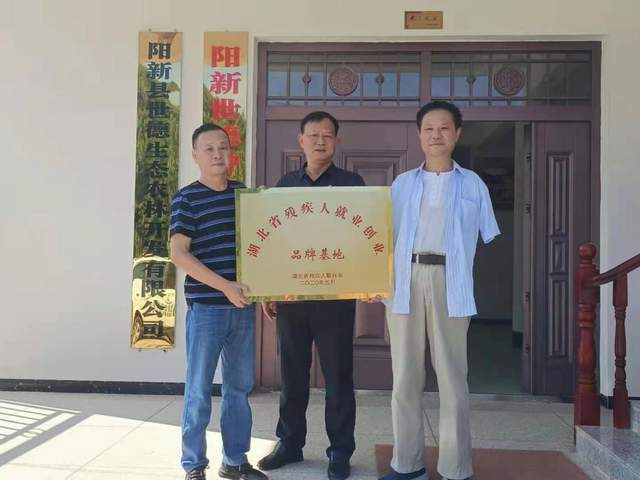 阳新县世德生态农林开发有限公司
阳新世德
湖北省残疾人就业创业
品牌基地
湖北省残疾人联合会
二〇二〇年九月